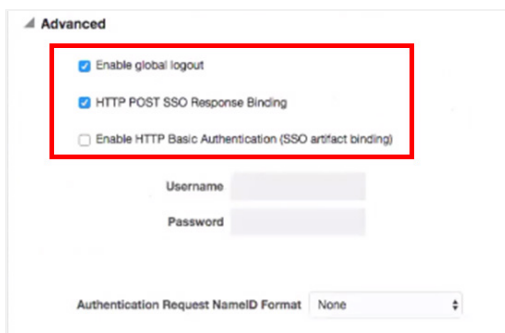 Advanced
Enable global logout
HTTP POST SSO Response Binding
Enable HTTP Basic Authentication (SSO artifact binding)
Username
Password
Authentication Request NameID Format None